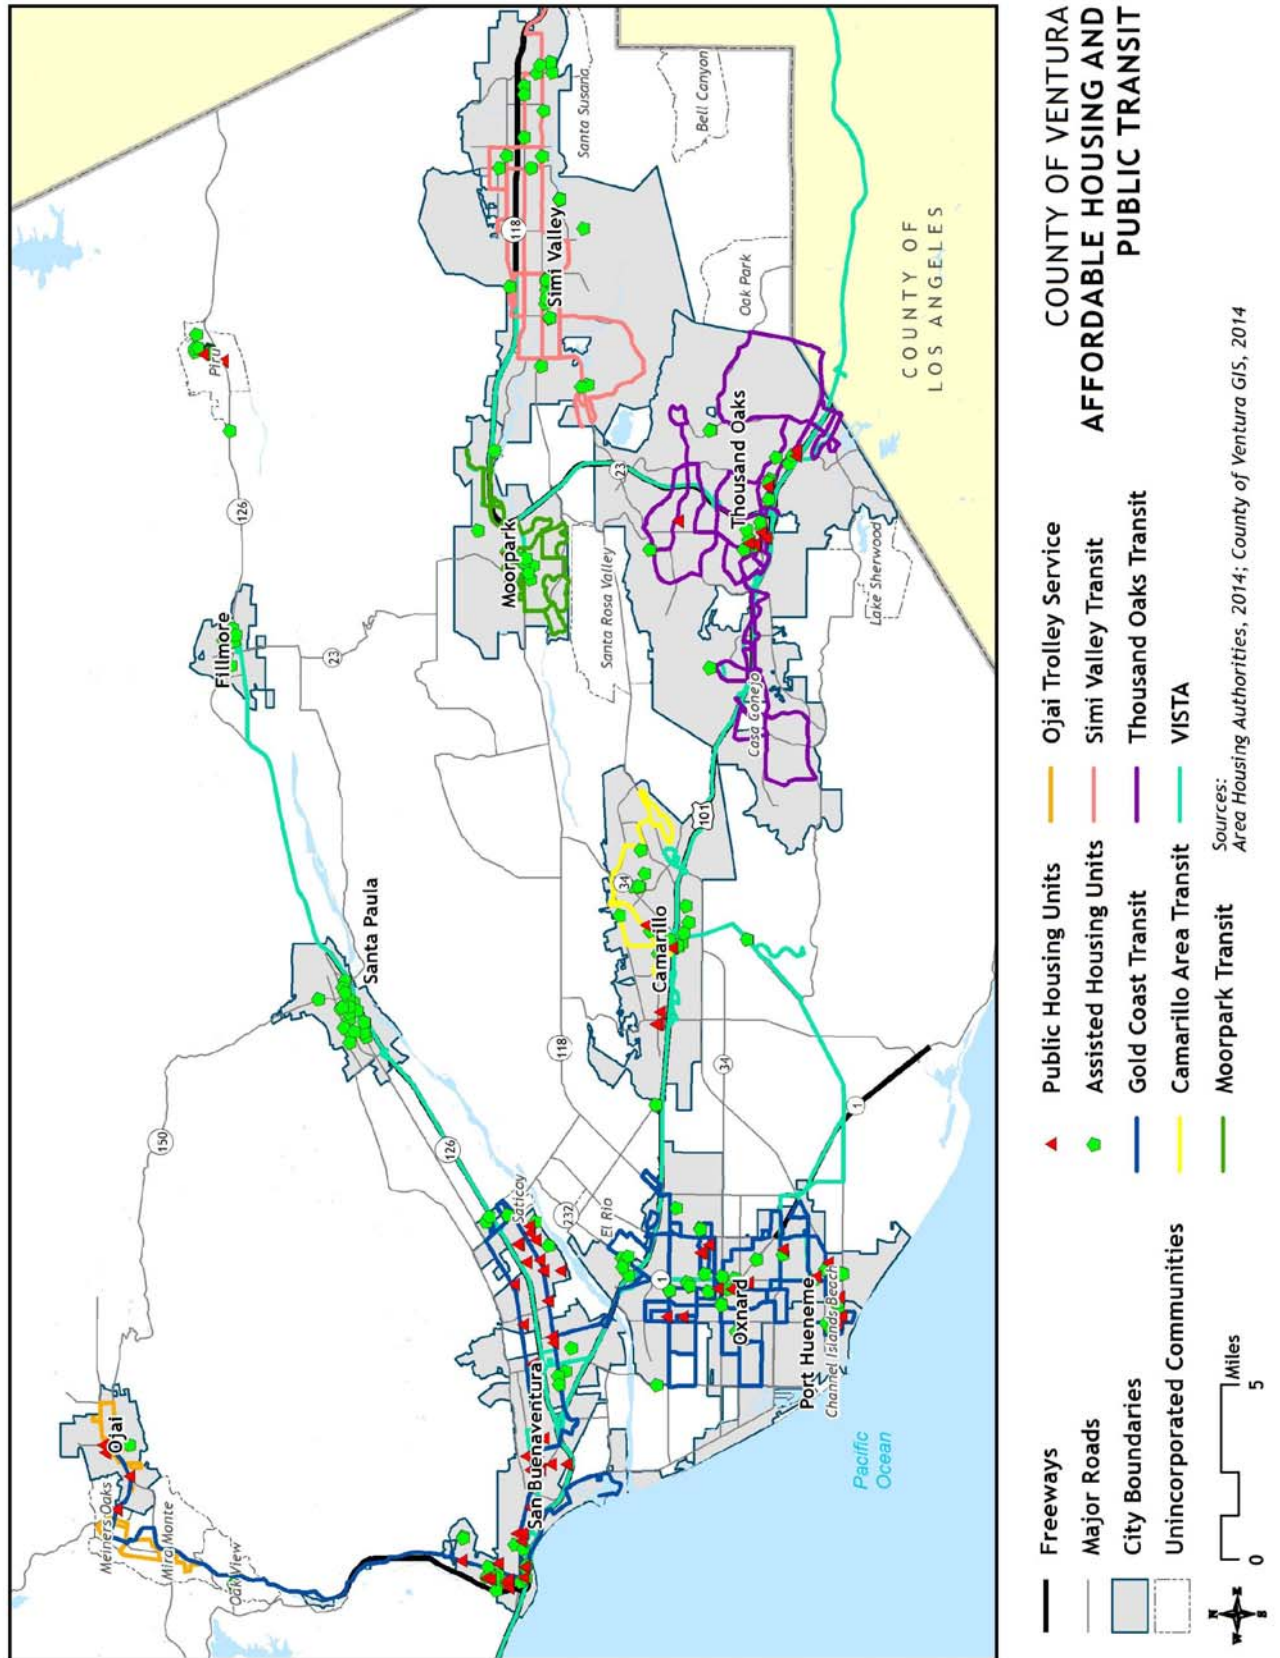 COUNTY OF VENTURA
AFFORDABLE HOUSING AND
PUBLIC TRANSIT
Ojai
Meiners Oaks
Mira Monte
Oak View
150
Santa Paula
126
Fillmore
126
Piru
23
118
Moorpark
Santa Rosa Valley
23
118
Simi Valley
Santa Susana
Bell Canyon
Oak Park
COUNTY OF
LOS ANGELES
Thousand Oaks
Lake Sherwood
Casa Conejo
101
34
Camarillo
34
1
San Buenaventura
Saticoy
232
El Rio
1
Oxnard
Port Hueneme
Channel Islands Beach
Pacific
Ocean
Freeways
Major Roads
City Boundaries
Unincorporated Communities
Public Housing Units
Assisted Housing Units
Gold Coast Transit
Camarillo Area Transit
Moorpark Transit
Ojai Trolley Service
Simi Valley Transit
Thousand Oaks Transit
VISTA
Sources:
Area Housing Authorities, 2014; County of Ventura GIS, 2014
N
W E
S
0 5
Miles